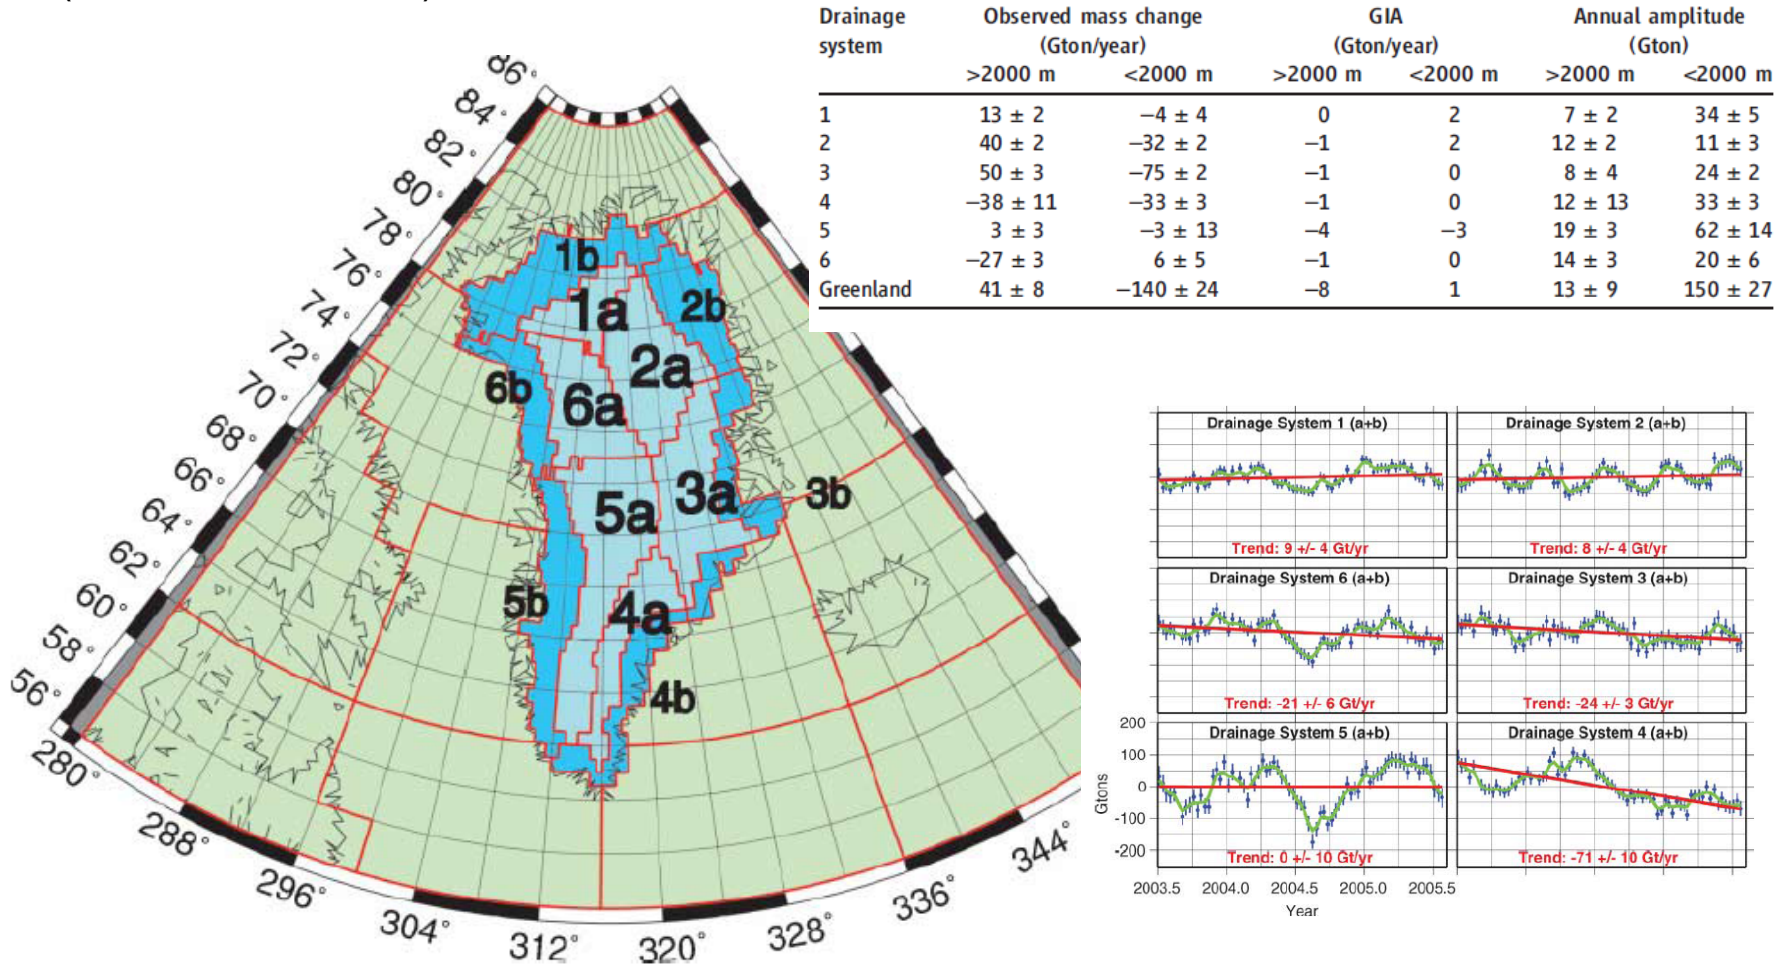 Drainage Observed mass change GIA Annual amplitude
system (Gton/year) (Gton/year) (Gton)
>2000 m <2000 m >2000 m <2000 m >2000 m <2000 m
1 13 ± 2 −4 ± 4 0 2 7 ± 2 34 ± 5
2 40 ± 2 −32 ± 2 −1 2 12 ± 2 11 ± 3
3 50 ± 3 −75 ± 2 −1 0 8 ± 4 24 ± 2
4 −38 ± 11 −33 ± 3 −1 0 12 ± 13 33 ± 3
5 3 ± 3 −3 ± 13 −4 −3 19 ± 3 62 ± 14
6 −27 ± 3 6 ± 5 −1 0 14 ± 3 20 ± 6
Greenland 41 ± 8 −140 ± 24 −8 1 13 ± 9 150 ± 27
86°
84°
82°
80°
78°
76°
74°
72°
70°
68°
66°
64°
62°
60°
58°
56°
280°
288°
296°
304°
312°
320°
328°
336°
344°
1b
1a
2b
2a
6b
6a
3a
3b
5a
5b
4a
4b
Drainage System 1 (a+b)
Trend: 9 +/- 4 Gt/yr
Drainage System 2 (a+b)
Trend: 8 +/- 4 Gt/yr
Drainage System 6 (a+b)
Trend: -21 +/- 6 Gt/yr
Drainage System 3 (a+b)
Trend: -24 +/- 3 Gt/yr
Drainage System 5 (a+b)
Trend: 0 +/- 10 Gt/yr
Drainage System 4 (a+b)
Trend: -71 +/- 10 Gt/yr
200
100
0
-100
-200
Gtons
2003.5 2004.0 2004.5 2005.0 2005.5
Year